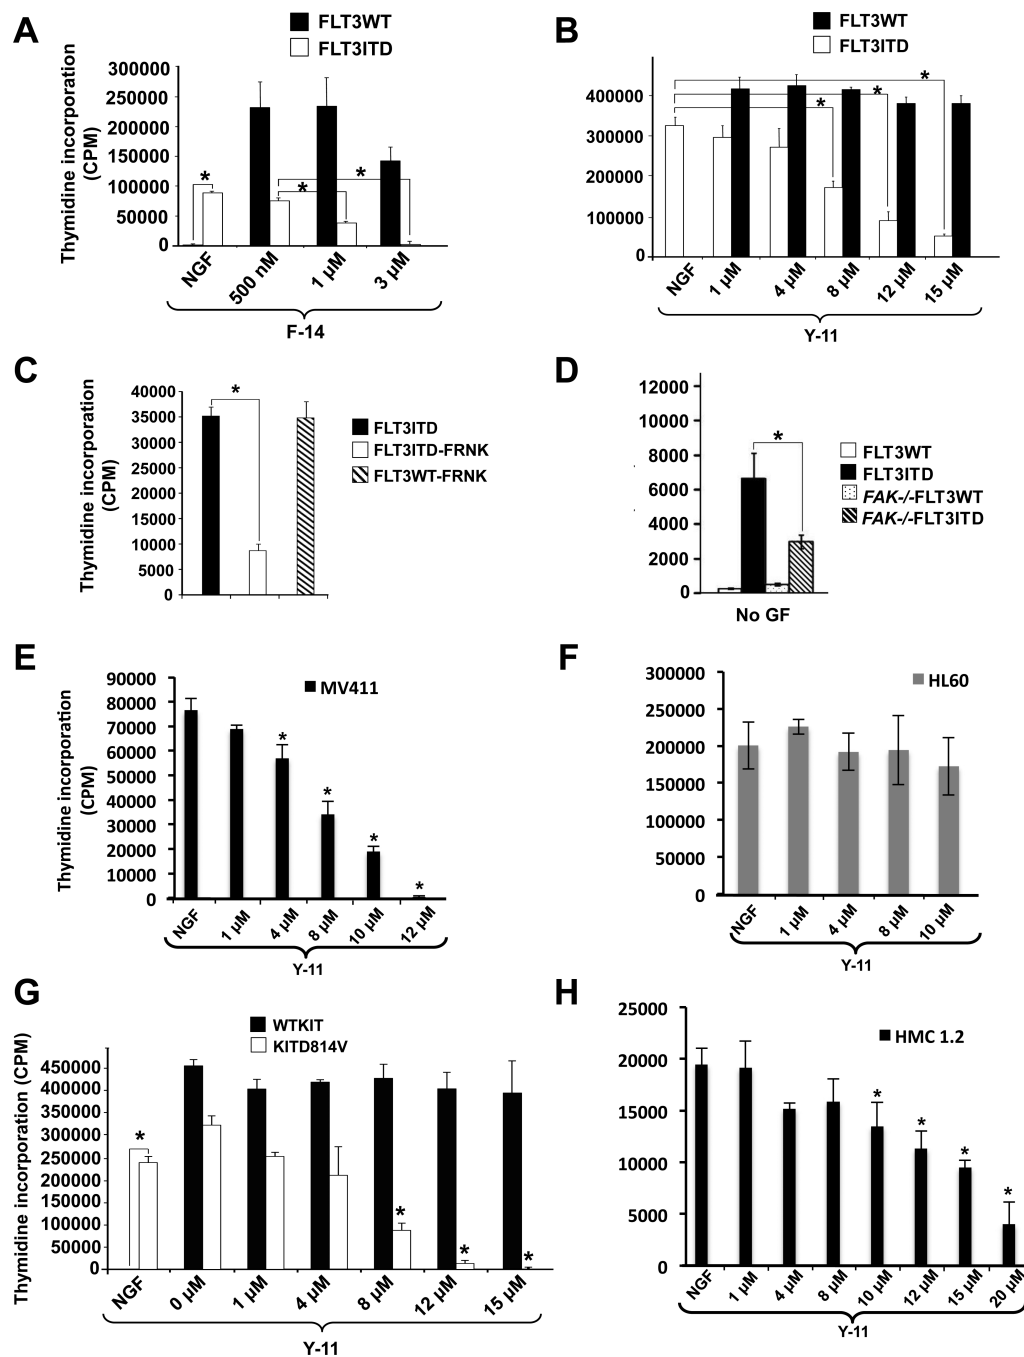 A
FLT3WT
FLT3ITD
Thymidine incorporation
(CPM)
300000
250000
200000
150000
100000
50000
0
*
*
*
NGF
500 nM
1 µM
3 µM
F-14
B
FLT3WT
FLT3ITD
400000
300000
200000
100000
0
*
*
*
NGF
1 µM
4 µM
8 µM
12 µM
15 µM
Y-11
C
Thymidine incorporation
(CPM)
40000
35000
30000
25000
20000
15000
10000
5000
0
*
FLT3ITD
FLT3ITD-FRNK
FLT3WT-FRNK
D
12000
10000
8000
6000
4000
2000
0
*
No GF
FLT3WT
FLT3ITD
FAK-/-FLT3WT
FAK-/-FLT3ITD
E
Thymidine incorporation
(CPM)
90000
80000
70000
60000
50000
40000
30000
20000
10000
0
MV411
*
*
*
*
NGF
1 µM
4 µM
8 µM
10 µM
12 µM
Y-11
F
300000
250000
200000
150000
100000
50000
0
HL60
NGF
1 µM
4 µM
8 µM
10 µM
Y-11
G
Thymidine incorporation (CPM)
WTKIT
KITD814V
450000
400000
350000
300000
250000
200000
150000
100000
50000
0
*
*
*
*
NGF
0 µM
1 µM
4 µM
8 µM
12 µM
15 µM
Y-11
H
25000
20000
15000
10000
5000
0
HMC 1.2
*
*
*
*
NGF
1 µM
4 µM
8 µM
10 µM
12 µM
15 µM
20 µM
Y-11